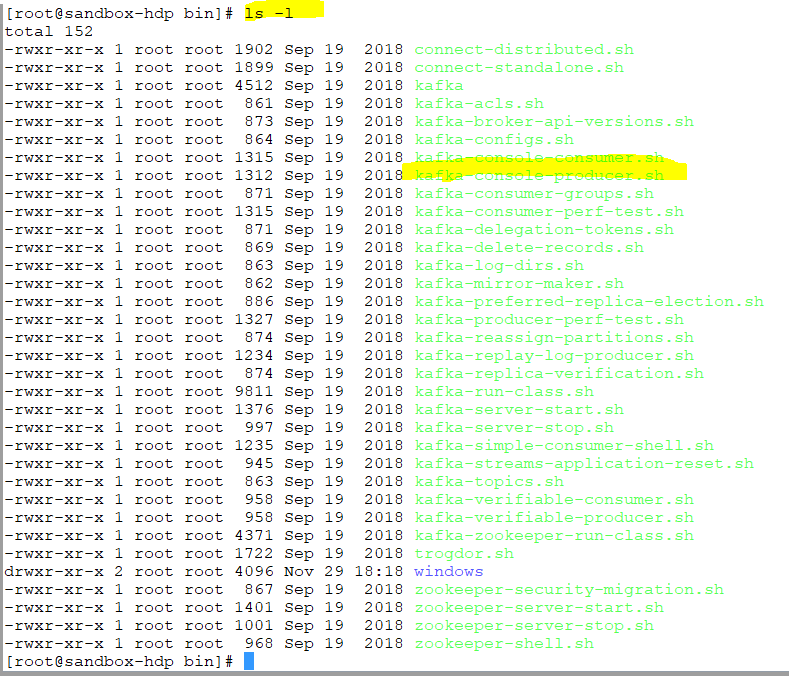 [root@sandbox-hdp bin]# ls -l
total 152
-rwxr-xr-x 1 root root 1902 Sep 19  2018 connect-distributed.sh
-rwxr-xr-x 1 root root 1899 Sep 19  2018 connect-standalone.sh
-rwxr-xr-x 1 root root 4512 Sep 19  2018 kafka
-rwxr-xr-x 1 root root  861 Sep 19  2018 kafka-acls.sh
-rwxr-xr-x 1 root root  873 Sep 19  2018 kafka-broker-api-versions.sh
-rwxr-xr-x 1 root root  864 Sep 19  2018 kafka-configs.sh
-rwxr-xr-x 1 root root 1315 Sep 19  2018 kafka-console-consumer.sh
-rwxr-xr-x 1 root root 1312 Sep 19  2018 kafka-console-producer.sh
-rwxr-xr-x 1 root root  871 Sep 19  2018 kafka-consumer-groups.sh
-rwxr-xr-x 1 root root 1315 Sep 19  2018 kafka-consumer-perf-test.sh
-rwxr-xr-x 1 root root  871 Sep 19  2018 kafka-delegation-tokens.sh
-rwxr-xr-x 1 root root  869 Sep 19  2018 kafka-delete-records.sh
-rwxr-xr-x 1 root root  863 Sep 19  2018 kafka-log-dirs.sh
-rwxr-xr-x 1 root root  862 Sep 19  2018 kafka-mirror-maker.sh
-rwxr-xr-x 1 root root  886 Sep 19  2018 kafka-preferred-replica-election.sh
-rwxr-xr-x 1 root root 1327 Sep 19  2018 kafka-producer-perf-test.sh
-rwxr-xr-x 1 root root  874 Sep 19  2018 kafka-reassign-partitions.sh
-rwxr-xr-x 1 root root 1234 Sep 19  2018 kafka-replay-log-producer.sh
-rwxr-xr-x 1 root root  874 Sep 19  2018 kafka-replica-verification.sh
-rwxr-xr-x 1 root root 9811 Sep 19  2018 kafka-run-class.sh
-rwxr-xr-x 1 root root 1376 Sep 19  2018 kafka-server-start.sh
-rwxr-xr-x 1 root root  997 Sep 19  2018 kafka-server-stop.sh
-rwxr-xr-x 1 root root 1235 Sep 19  2018 kafka-simple-consumer-shell.sh
-rwxr-xr-x 1 root root  945 Sep 19  2018 kafka-streams-application-reset.sh
-rwxr-xr-x 1 root root  863 Sep 19  2018 kafka-topics.sh
-rwxr-xr-x 1 root root  958 Sep 19  2018 kafka-verifiable-consumer.sh
-rwxr-xr-x 1 root root  958 Sep 19  2018 kafka-verifiable-producer.sh
-rwxr-xr-x 1 root root 4371 Sep 19  2018 kafka-zookeeper-run-class.sh
-rwxr-xr-x 1 root root 1722 Sep 19  2018 trogdor.sh
drwxr-xr-x 2 root root 4096 Nov 29 18:18 windows
-rwxr-xr-x 1 root root  867 Sep 19  2018 zookeeper-security-migration.sh
-rwxr-xr-x 1 root root 1401 Sep 19  2018 zookeeper-server-start.sh
-rwxr-xr-x 1 root root 1001 Sep 19  2018 zookeeper-server-stop.sh
-rwxr-xr-x 1 root root  968 Sep 19  2018 zookeeper-shell.sh
[root@sandbox-hdp bin]#